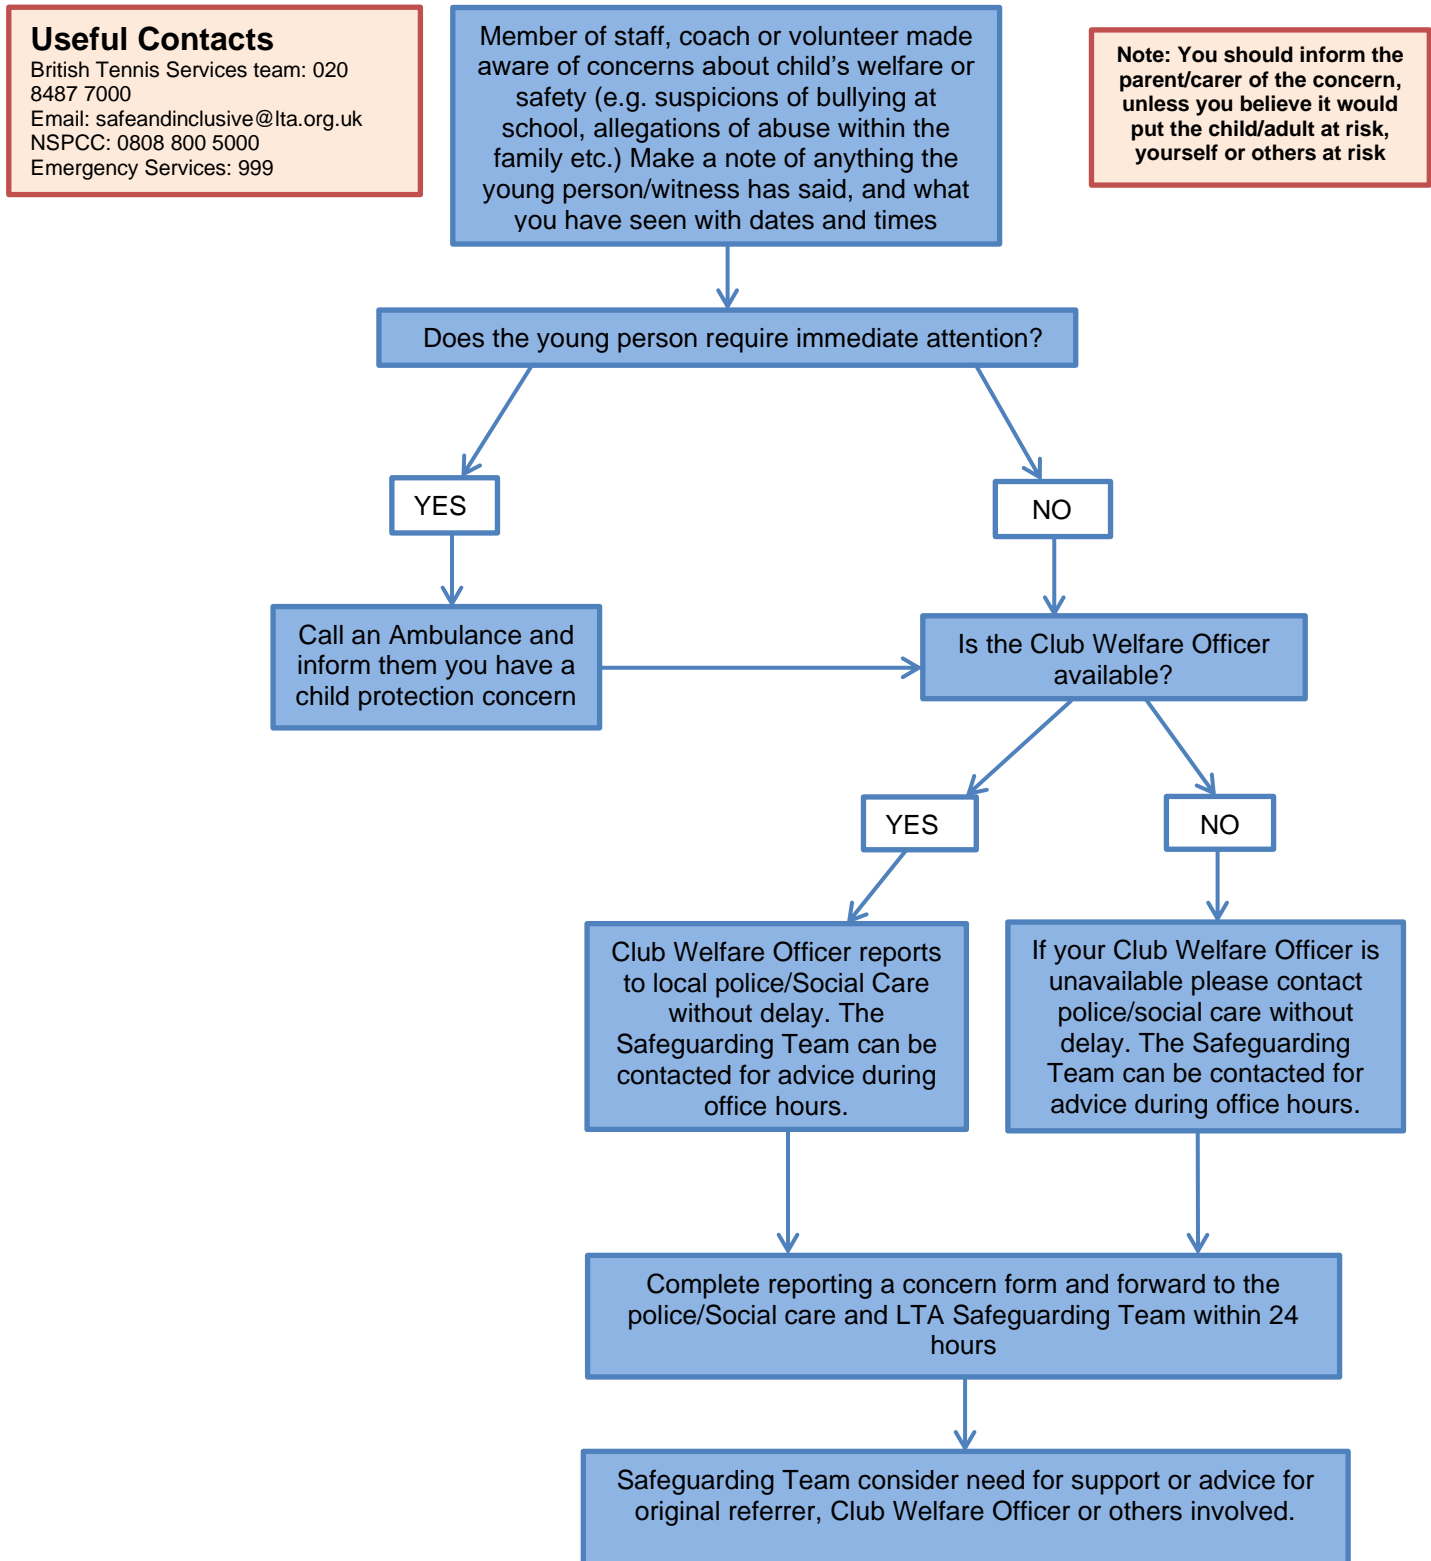 Useful Contacts
British Tennis Services team: 020
8487 7000
Email: safeandinclusive@lta.org.uk
NSPCC: 0808 800 5000
Emergency Services: 999
Member of staff, coach or volunteer made
aware of concerns about child’s welfare or
safety (e.g. suspicions of bullying at
school, allegations of abuse within the
family etc.) Make a note of anything the
young person/witness has said, and what
you have seen with dates and times
Note: You should inform the
parent/carer of the concern,
unless you believe it would
put the child/adult at risk,
yourself or others at risk
Does the young person require immediate attention?
YES
NO
Call an Ambulance and
inform them you have a
child protection concern
Is the Club Welfare Officer
available?
YES
NO
Club Welfare Officer reports
to local police/Social Care
without delay. The
Safeguarding Team can be
contacted for advice during
office hours.
If your Club Welfare Officer is
unavailable please contact
police/social care without
delay. The Safeguarding
Team can be contacted for
advice during office hours.
Complete reporting a concern form and forward to the
police/Social care and LTA Safeguarding Team within 24
hours
Safeguarding Team consider need for support or advice for
original referrer, Club Welfare Officer or others involved.